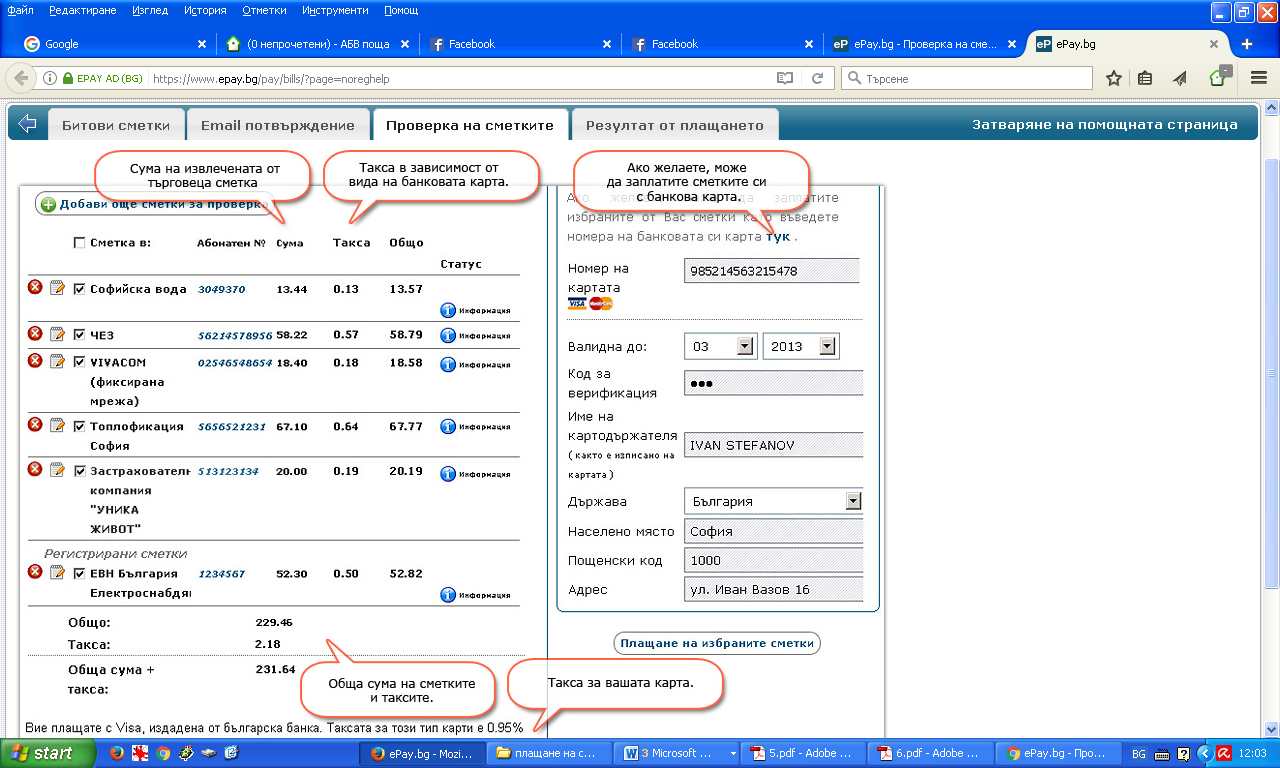 Файл Редактиране Изглед История Отметки Инструменти Помощ
Google
(0 непрочетени) - АБВ поща
Facebook
Facebook
eP ePay.bg - Проверка на сме...
eP ePay.bg
EPAY AD (BG) https://www.epay.bg/pay/bills/?page=noreghelp
Търсене
Битови сметки
Email потвърждение
Проверка на сметките
Резултат от плащането
Затваряне на помощната страница
Сума на извлечената от
търговеца сметка
Такса в зависимост от
вида на банковата карта.
Ако желаете, може
да заплатите сметките си
с банкова карта.
Добави още сметки за проверка
Сметка в: Абонатен № Сума Такса Общо
Статус
Софийска вода 3049370 13.44 0.13 13.57
Информация
ЧЕЗ 56214578956 58.22 0.57 58.79 Информация
VIVACOM 02546548654 18.40 0.18 18.58 Информация
(фиксирана
мрежа)
Топлофикация 5656521231 67.10 0.64 67.77 Информация
София
Застраховател 513123134 20.00 0.19 20.19 Информация
компания
"УНИКА
ЖИВОТ"
Регистрирани сметки
ЕВН България 1234567 52.30 0.50 52.82
Електроснабдя Информация
Общо: 229.46
Такса: 2.18
Обща сума + 231.64
такса:
Обща сума на сметките
и таксите.
Вие плащате с Visa, издадена от българска банка. Таксата за този тип карти е 0.95%
заплатите
избраните от Вас сметки като въведете
номера на банковата си карта тук .
Номер на
картата 985214563215478
VISA MasterCard
Валидна до: 03 2013
Код за
верификация
Име на
картодържателя IVAN STEFANOV
( както е изписано на
картата )
Държава България
Населено място София
Пощенски код 1000
Адрес ул. Иван Вазов 16
Плащане на избраните сметки
Такса за вашата карта.
start
ePay.bg - Mozi...
плащане на с...
3 Microsoft ...
5.pdf - Adobe ...
6.pdf - Adobe ...
ePay.bg - Про...
BG
12:03